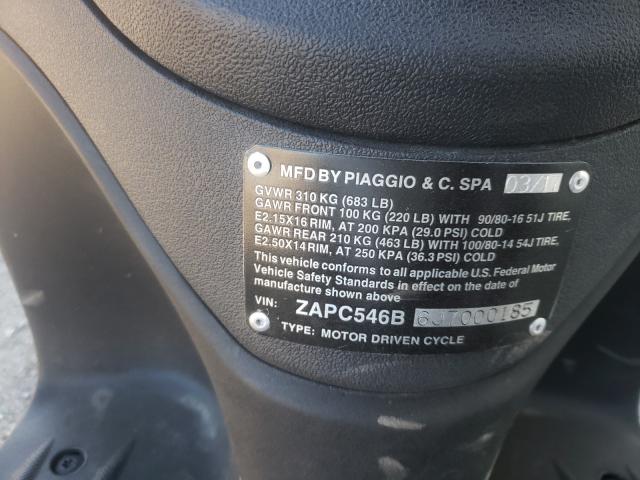 MFD BY PIAGGIO & C. SPA 03/1
GVWR 310 KG (683 LB)
GAWR FRONT 100 KG (220 LB) WITH 90/80-16 51J TIRE,
E2.15X16 RIM, AT 200 KPA (29.0 PSI) COLD
GAWR REAR 210 KG (463 LB) WITH 100/80-14 54J TIRE,
E2.50X14 RIM, AT 250 KPA (36.3 PSI) COLD
This vehicle conforms to all applicable U.S. Federal Motor
Vehicle Safety Standards in effect on the date of
manufacture shown above
VIN: ZAPC546B 6J7000185
TYPE: MOTOR DRIVEN CYCLE